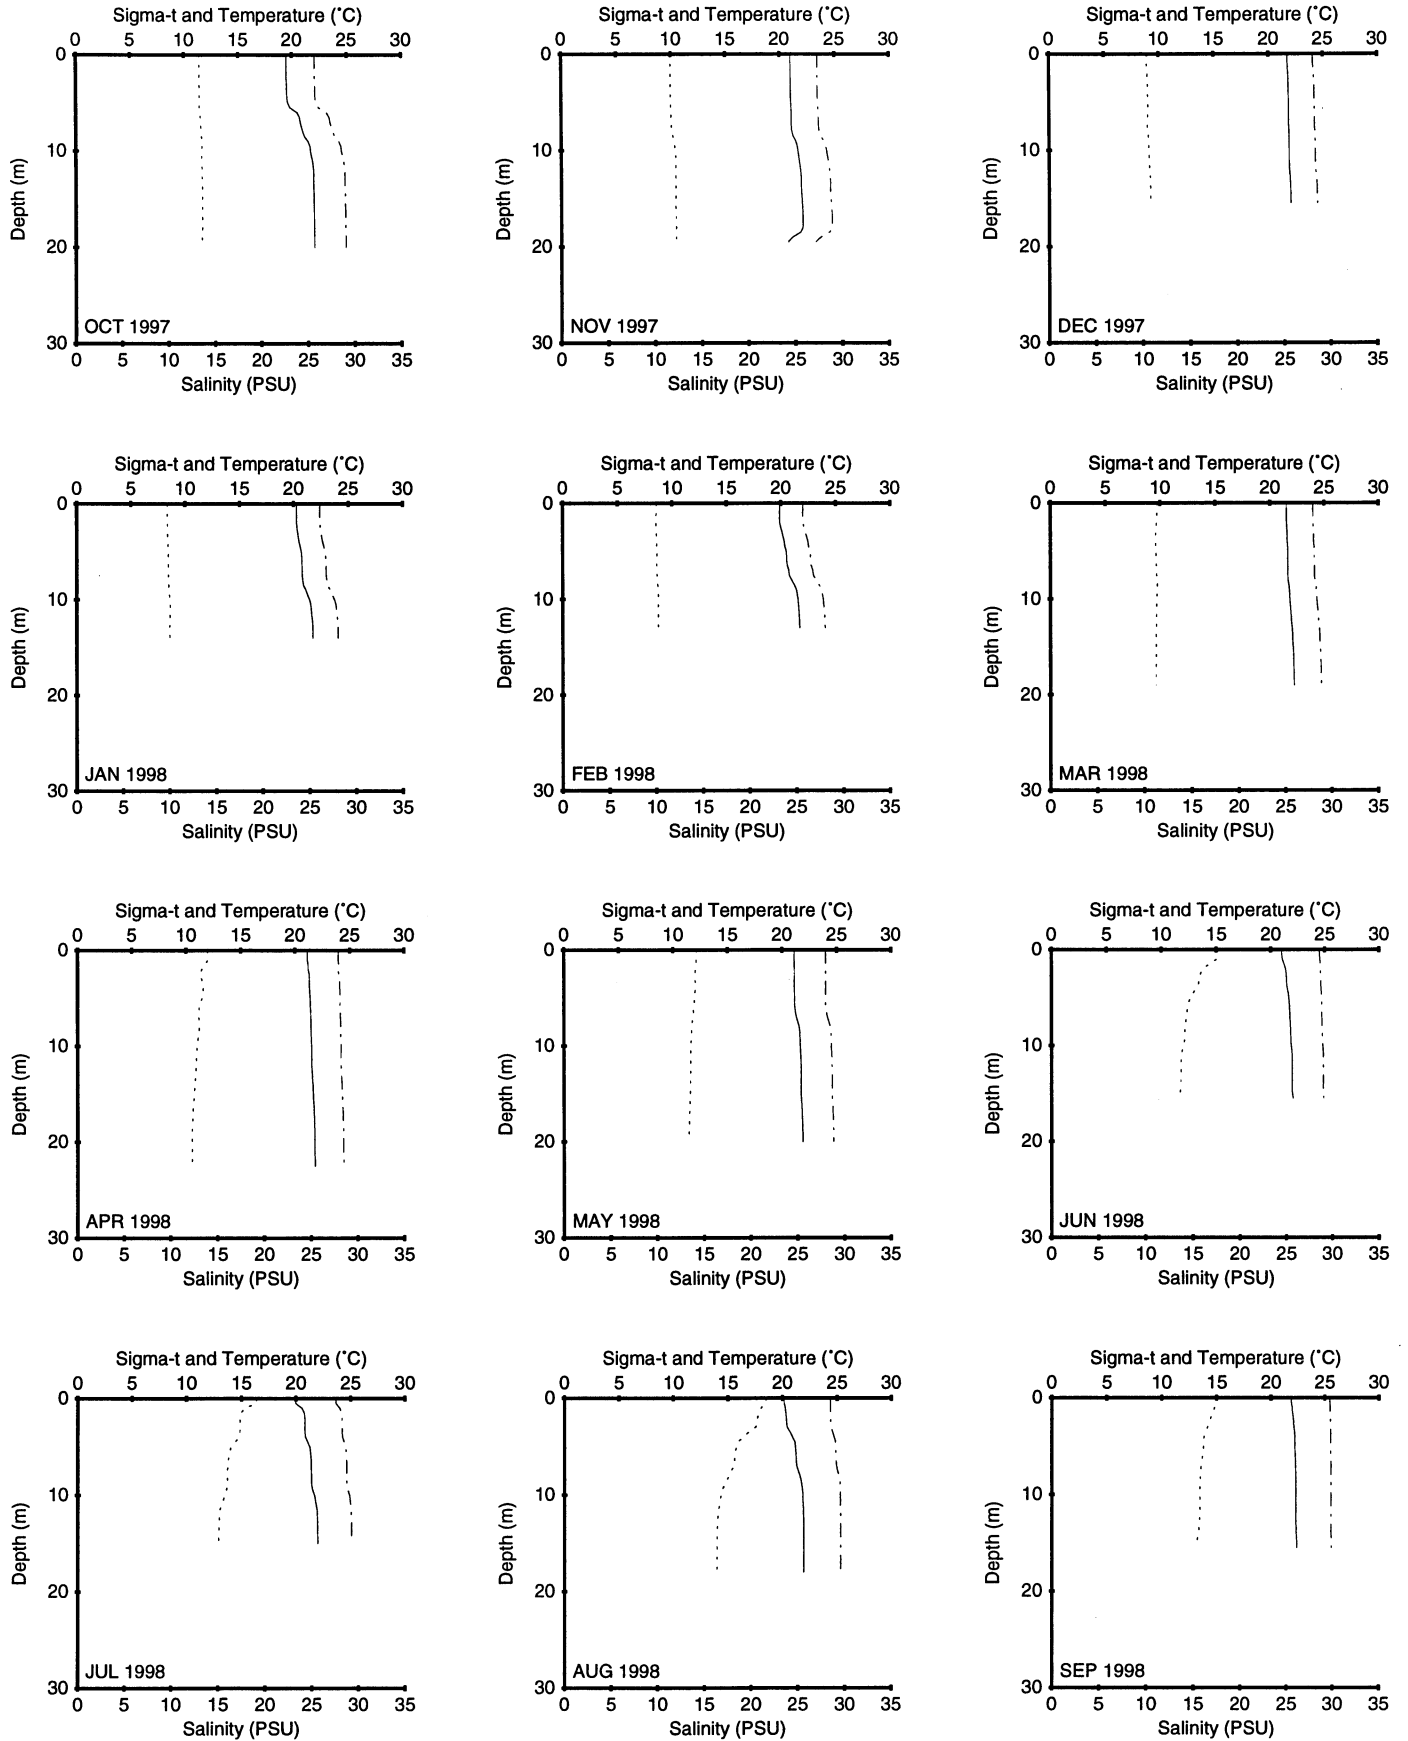 Sigma-t and Temperature (˚C)
0 5 10 15 20 25 30
0
10
20
30
Depth (m)
OCT 1997
0 5 10 15 20 25 30 35
Salinity (PSU)
Sigma-t and Temperature (˚C)
0 5 10 15 20 25 30
0
10
20
30
Depth (m)
NOV 1997
0 5 10 15 20 25 30 35
Salinity (PSU)
Sigma-t and Temperature (˚C)
0 5 10 15 20 25 30
0
10
20
30
Depth (m)
DEC 1997
0 5 10 15 20 25 30 35
Salinity (PSU)
Sigma-t and Temperature (˚C)
0 5 10 15 20 25 30
0
10
20
30
Depth (m)
JAN 1998
0 5 10 15 20 25 30 35
Salinity (PSU)
Sigma-t and Temperature (˚C)
0 5 10 15 20 25 30
0
10
20
30
Depth (m)
FEB 1998
0 5 10 15 20 25 30 35
Salinity (PSU)
Sigma-t and Temperature (˚C)
0 5 10 15 20 25 30
0
10
20
30
Depth (m)
MAR 1998
0 5 10 15 20 25 30 35
Salinity (PSU)
Sigma-t and Temperature (˚C)
0 5 10 15 20 25 30
0
10
20
30
Depth (m)
APR 1998
0 5 10 15 20 25 30 35
Salinity (PSU)
Sigma-t and Temperature (˚C)
0 5 10 15 20 25 30
0
10
20
30
Depth (m)
MAY 1998
0 5 10 15 20 25 30 35
Salinity (PSU)
Sigma-t and Temperature (˚C)
0 5 10 15 20 25 30
0
10
20
30
Depth (m)
JUN 1998
0 5 10 15 20 25 30 35
Salinity (PSU)
Sigma-t and Temperature (˚C)
0 5 10 15 20 25 30
0
10
20
30
Depth (m)
JUL 1998
0 5 10 15 20 25 30 35
Salinity (PSU)
Sigma-t and Temperature (˚C)
0 5 10 15 20 25 30
0
10
20
30
Depth (m)
AUG 1998
0 5 10 15 20 25 30 35
Salinity (PSU)
Sigma-t and Temperature (˚C)
0 5 10 15 20 25 30
0
10
20
30
Depth (m)
SEP 1998
0 5 10 15 20 25 30 35
Salinity (PSU)